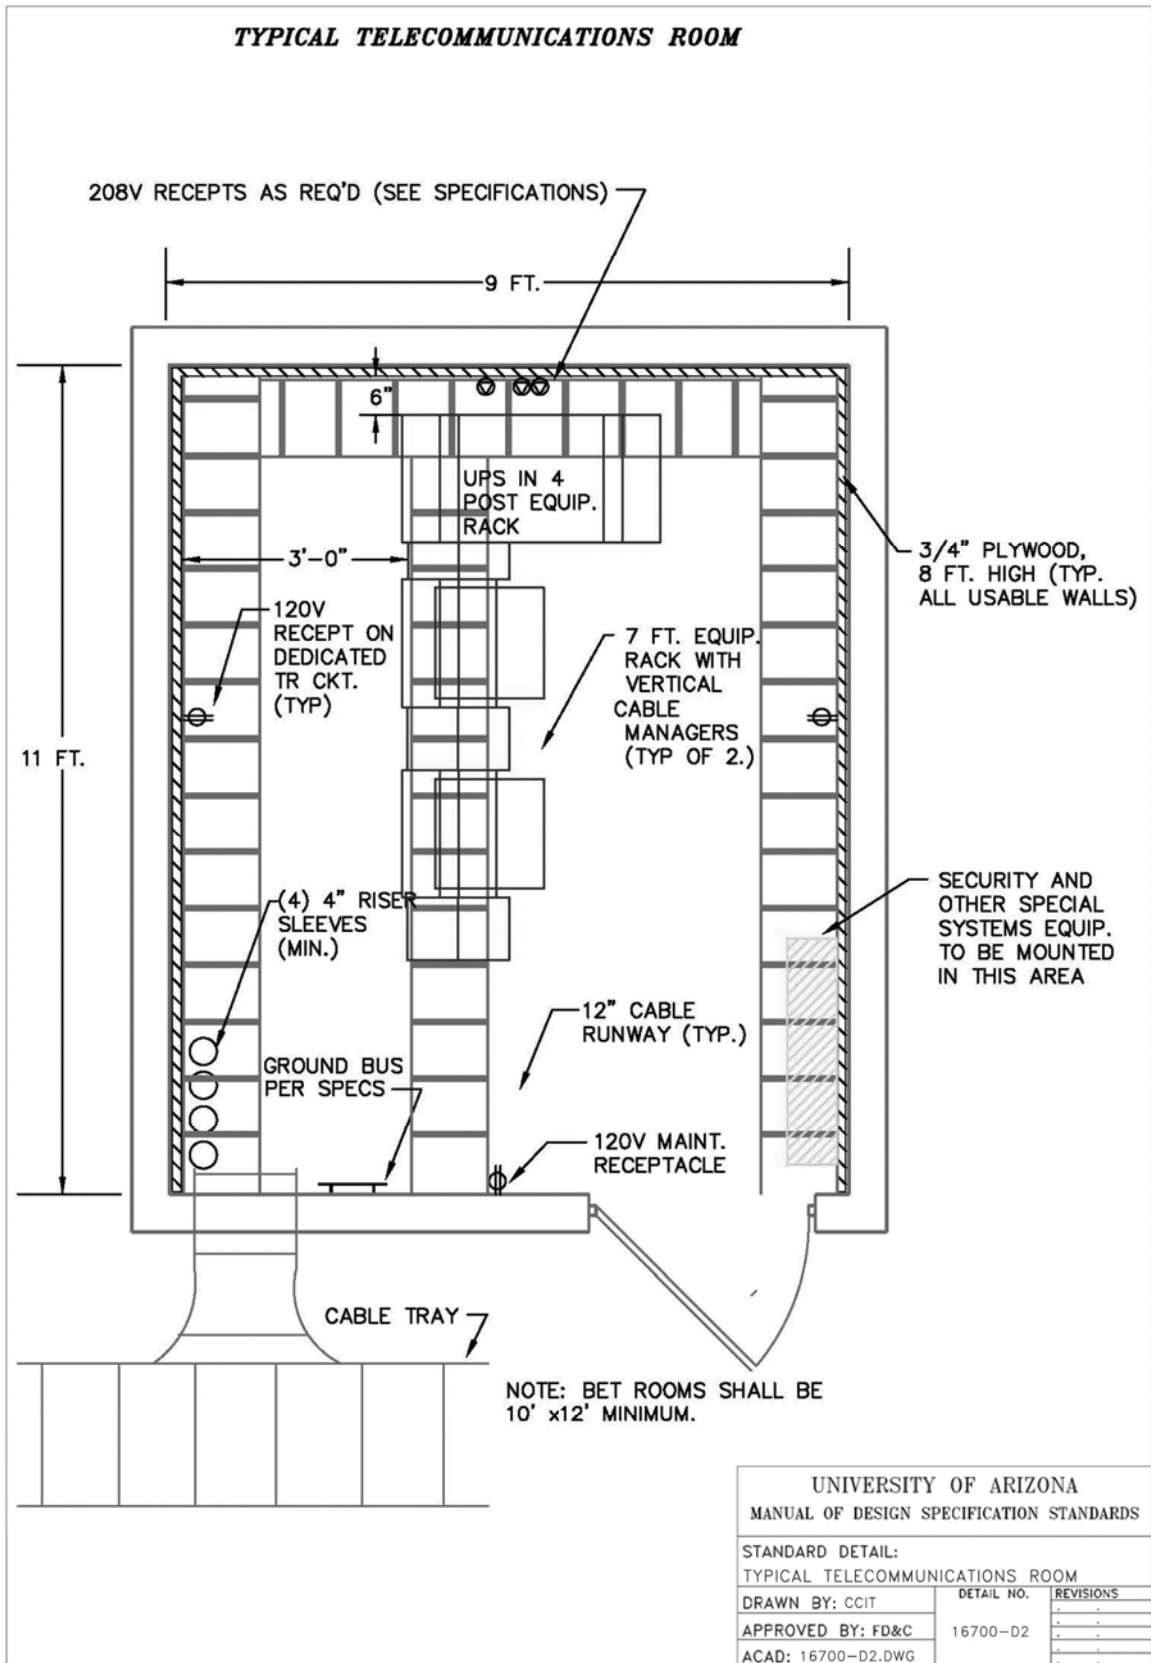 TYPICAL TELECOMMUNICATIONS ROOM
208V RECEPTS AS REQ'D (SEE SPECIFICATIONS)
9 FT.
6"
UPS IN 4
POST EQUIP.
RACK
3'-0"
3/4" PLYWOOD,
8 FT. HIGH (TYP.
ALL USABLE WALLS)
120V
RECEPT ON
DEDICATED
TR CKT.
(TYP)
7 FT. EQUIP.
RACK WITH
VERTICAL
CABLE
MANAGERS
(TYP OF 2.)
11 FT.
(4) 4" RISER
SLEEVES
(MIN.)
SECURITY AND
OTHER SPECIAL
SYSTEMS EQUIP.
TO BE MOUNTED
IN THIS AREA
12" CABLE
RUNWAY (TYP.)
GROUND BUS
PER SPECS
120V MAINT.
RECEPTACLE
CABLE TRAY
NOTE: BET ROOMS SHALL BE
10' x12' MINIMUM.
UNIVERSITY OF ARIZONA
MANUAL OF DESIGN SPECIFICATION STANDARDS
STANDARD DETAIL:
TYPICAL TELECOMMUNICATIONS ROOM
DRAWN BY: CCIT
DETAIL NO.
REVISIONS
APPROVED BY: FD&C
16700-D2
ACAD: 16700-D2.DWG